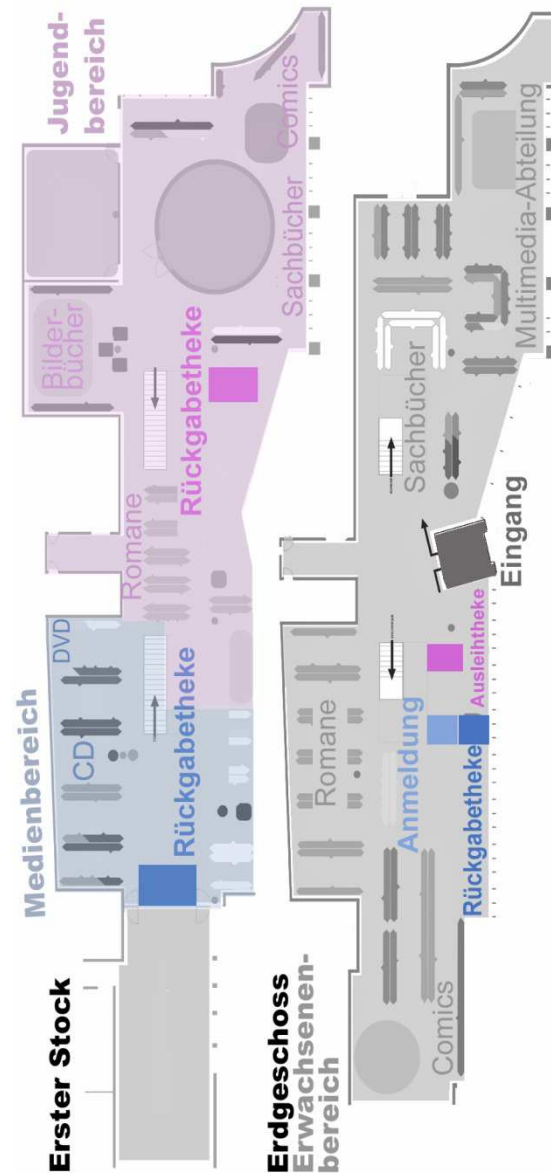 Erster Stock
Medienbereich
DVD
CD
Rückgabetheke
Jugend-
bereich
Bilder-
bücher
Romane
Rückgabetheke
Comics
Sachbücher
Erdgeschoss
Erwachsenen-
bereich
Romane
Anmeldung
Rückgabetheke
Ausleihtheke
Comics
Eingang
Sachbücher
Multimedia-Abteilung